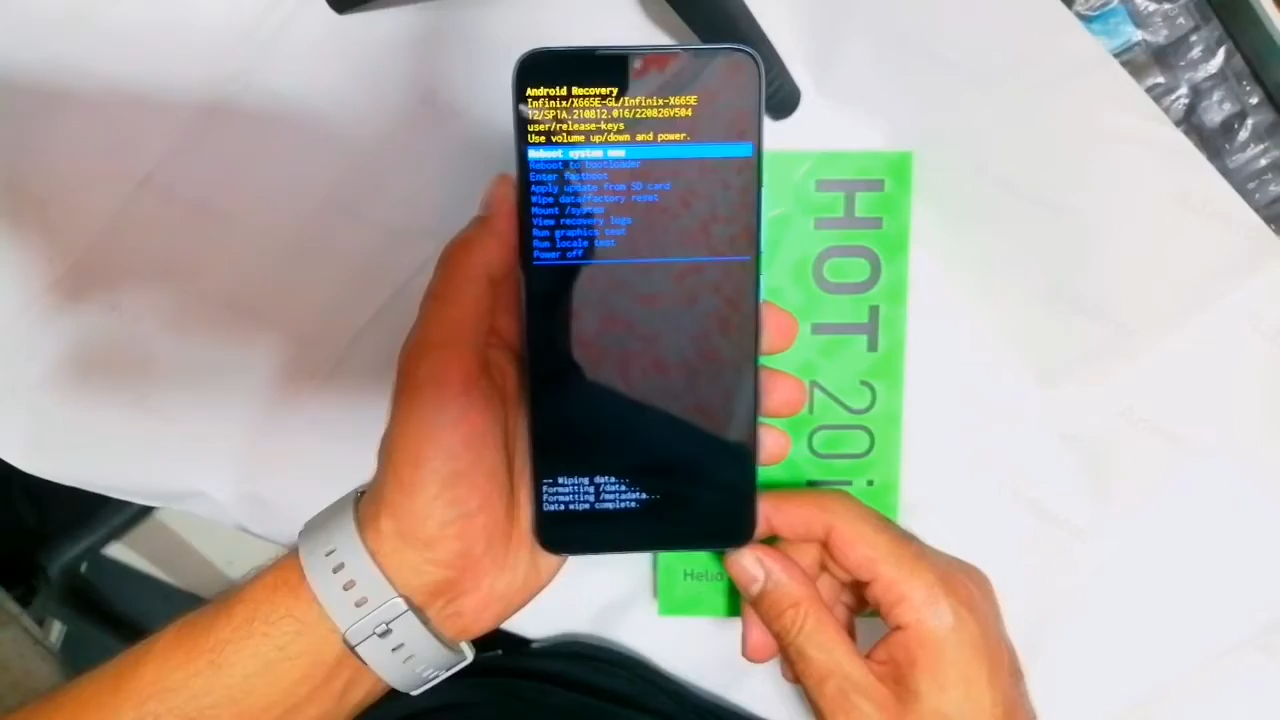 Android Recovery
Infinix/X665E-GL/Infinix-X665E
12/SP1A.210812.016/220826V504
user/release-keys
Use volume up/down and power.
Reboot system now
Reboot to bootloader
Enter fastboot
Apply update from SD card
Wipe data/factory reset
Mount /system
View recovery logs
Run graphics test
Run locale test
Power off
-- Wiping data...
Formatting /data...
Formatting /metadata...
Data wipe complete.
HOT 20i
Helio